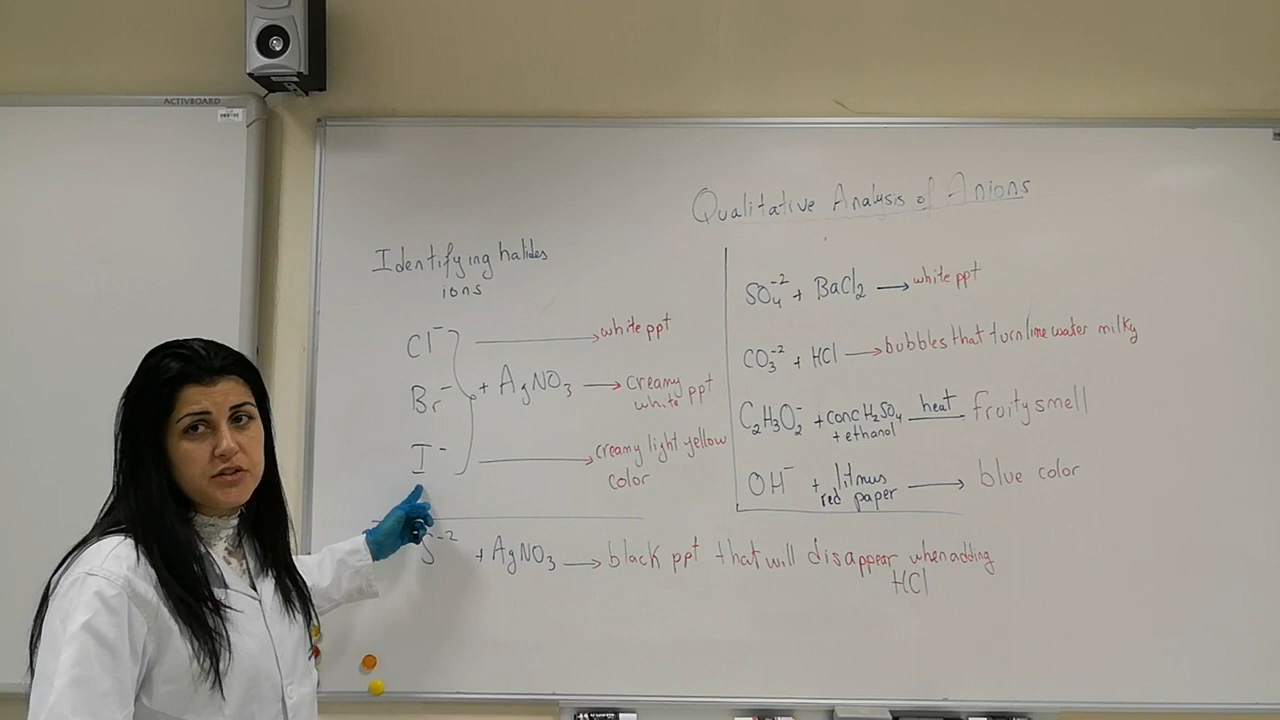 ACTIVBOARD
Qualitative Analysis of Anions
Identifying halides
ions
Cl⁻ → white ppt
Br⁻ + AgNO₃ → creamy
white ppt
I⁻ → creamy light yellow
color
S⁻² + AgNO₃ → black ppt that will disappear when adding
HCl
SO₄⁻² + BaCl₂ → white ppt
CO₃⁻² + HCl → bubbles that turn lime water milky
C₂H₃O₂⁻ + conc H₂SO₄ heat fruity smell
+ ethanol
OH⁻ + litmus → blue color
red paper